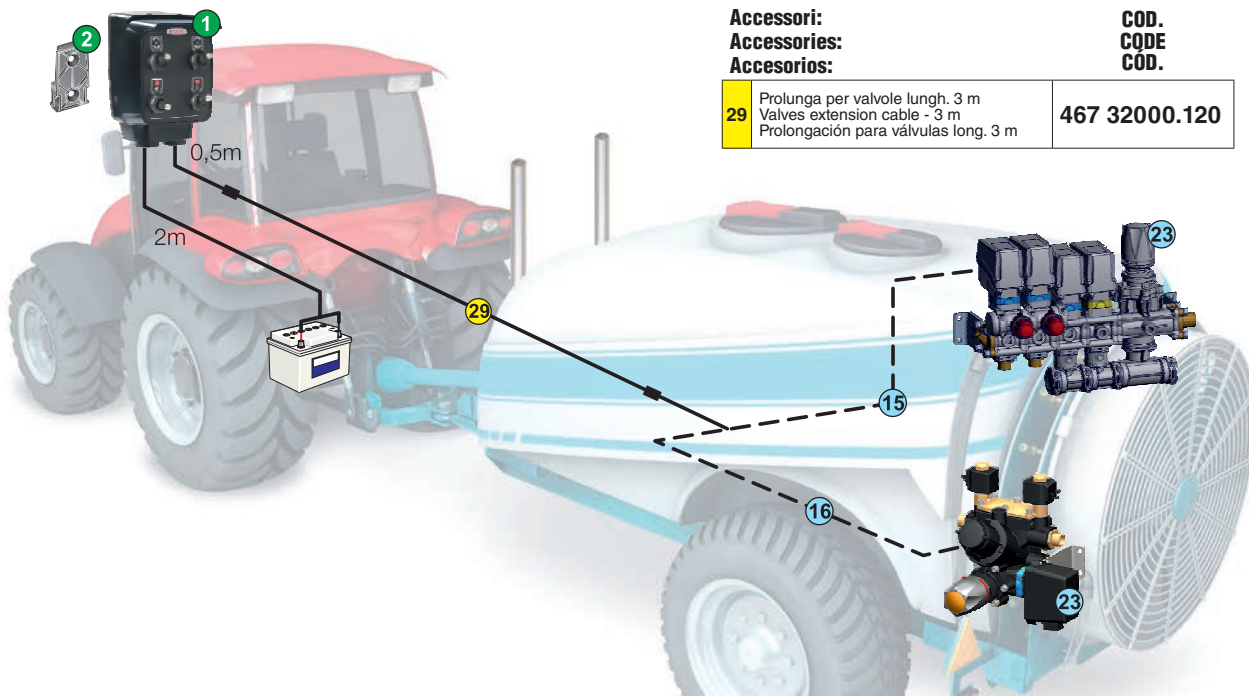 Accessori:
Accessories:
Accesorios:
COD.
CODE
CÓD.
29
Prolunga per valvole lungh. 3 m
Valves extension cable - 3 m
Prolongación para válvulas long. 3 m
467 32000.120
2
1
0,5m
2m
29
23
15
16
23